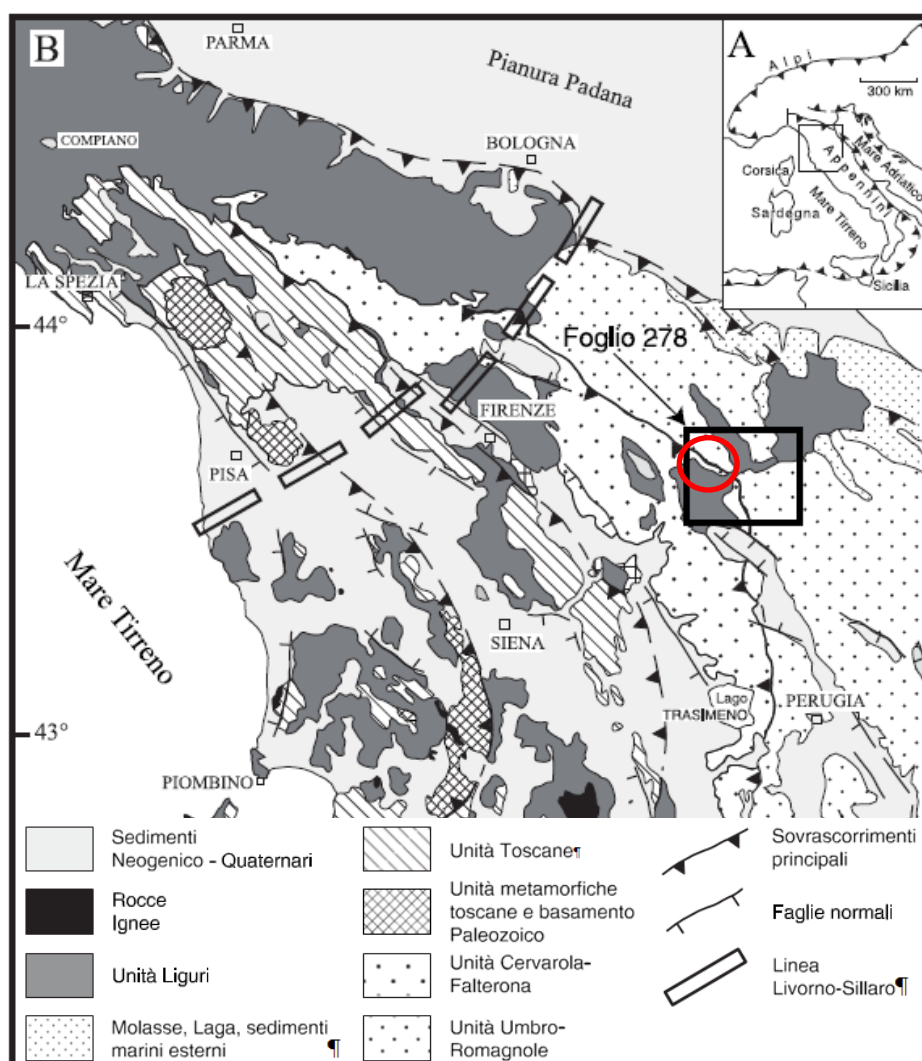 B
PARMA
Pianura Padana
COMPIANO
BOLOGNA
LA SPEZIA
44°
Foglio 278
FIRENZE
PISA
Mare Tirreno
SIENA
Lago
TRASIMENO
PERUGIA
43°
PIOMBINO
A
Alpi
300 km
Corsica
Appennini
Mare Adriatico
Sardegna
Mare Tirreno
Sicilia
Sedimenti
Neogenico - Quaternari
Rocce
Ignee
Unità Liguri
Molasse, Laga, sedimenti
marini esterni ¶
Unità Toscane¶
Unità metamorfiche
toscane e basamento
Paleozoico
Unità Cervarola-
Falterona
Unità Umbro-
Romagnole
Sovrascorrimenti
principali
Faglie normali
Linea
Livorno-Sillaro¶